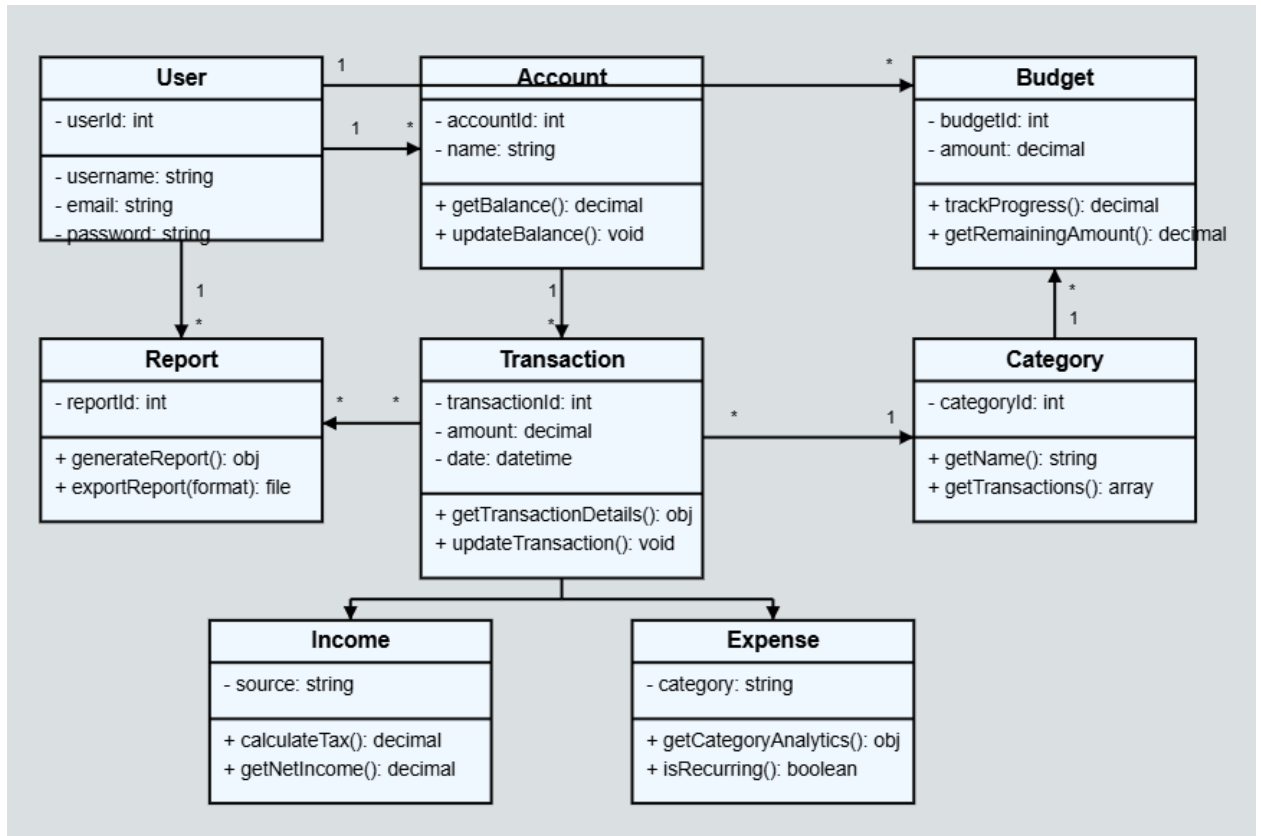 User
- userId: int
- username: string
- email: string
- password: string
1
*
1
*
Account
- accountId: int
- name: string
+ getBalance(): decimal
+ updateBalance(): void
Budget
- budgetId: int
- amount: decimal
+ trackProgress(): decimal
+ getRemainingAmount(): decimal
1
*
1
*
*
1
Report
- reportId: int
+ generateReport(): obj
+ exportReport(format): file
*
*
Transaction
- transactionId: int
- amount: decimal
- date: datetime
+ getTransactionDetails(): obj
+ updateTransaction(): void
*
1
Category
- categoryId: int
+ getName(): string
+ getTransactions(): array
Income
- source: string
+ calculateTax(): decimal
+ getNetIncome(): decimal
Expense
- category: string
+ getCategoryAnalytics(): obj
+ isRecurring(): boolean